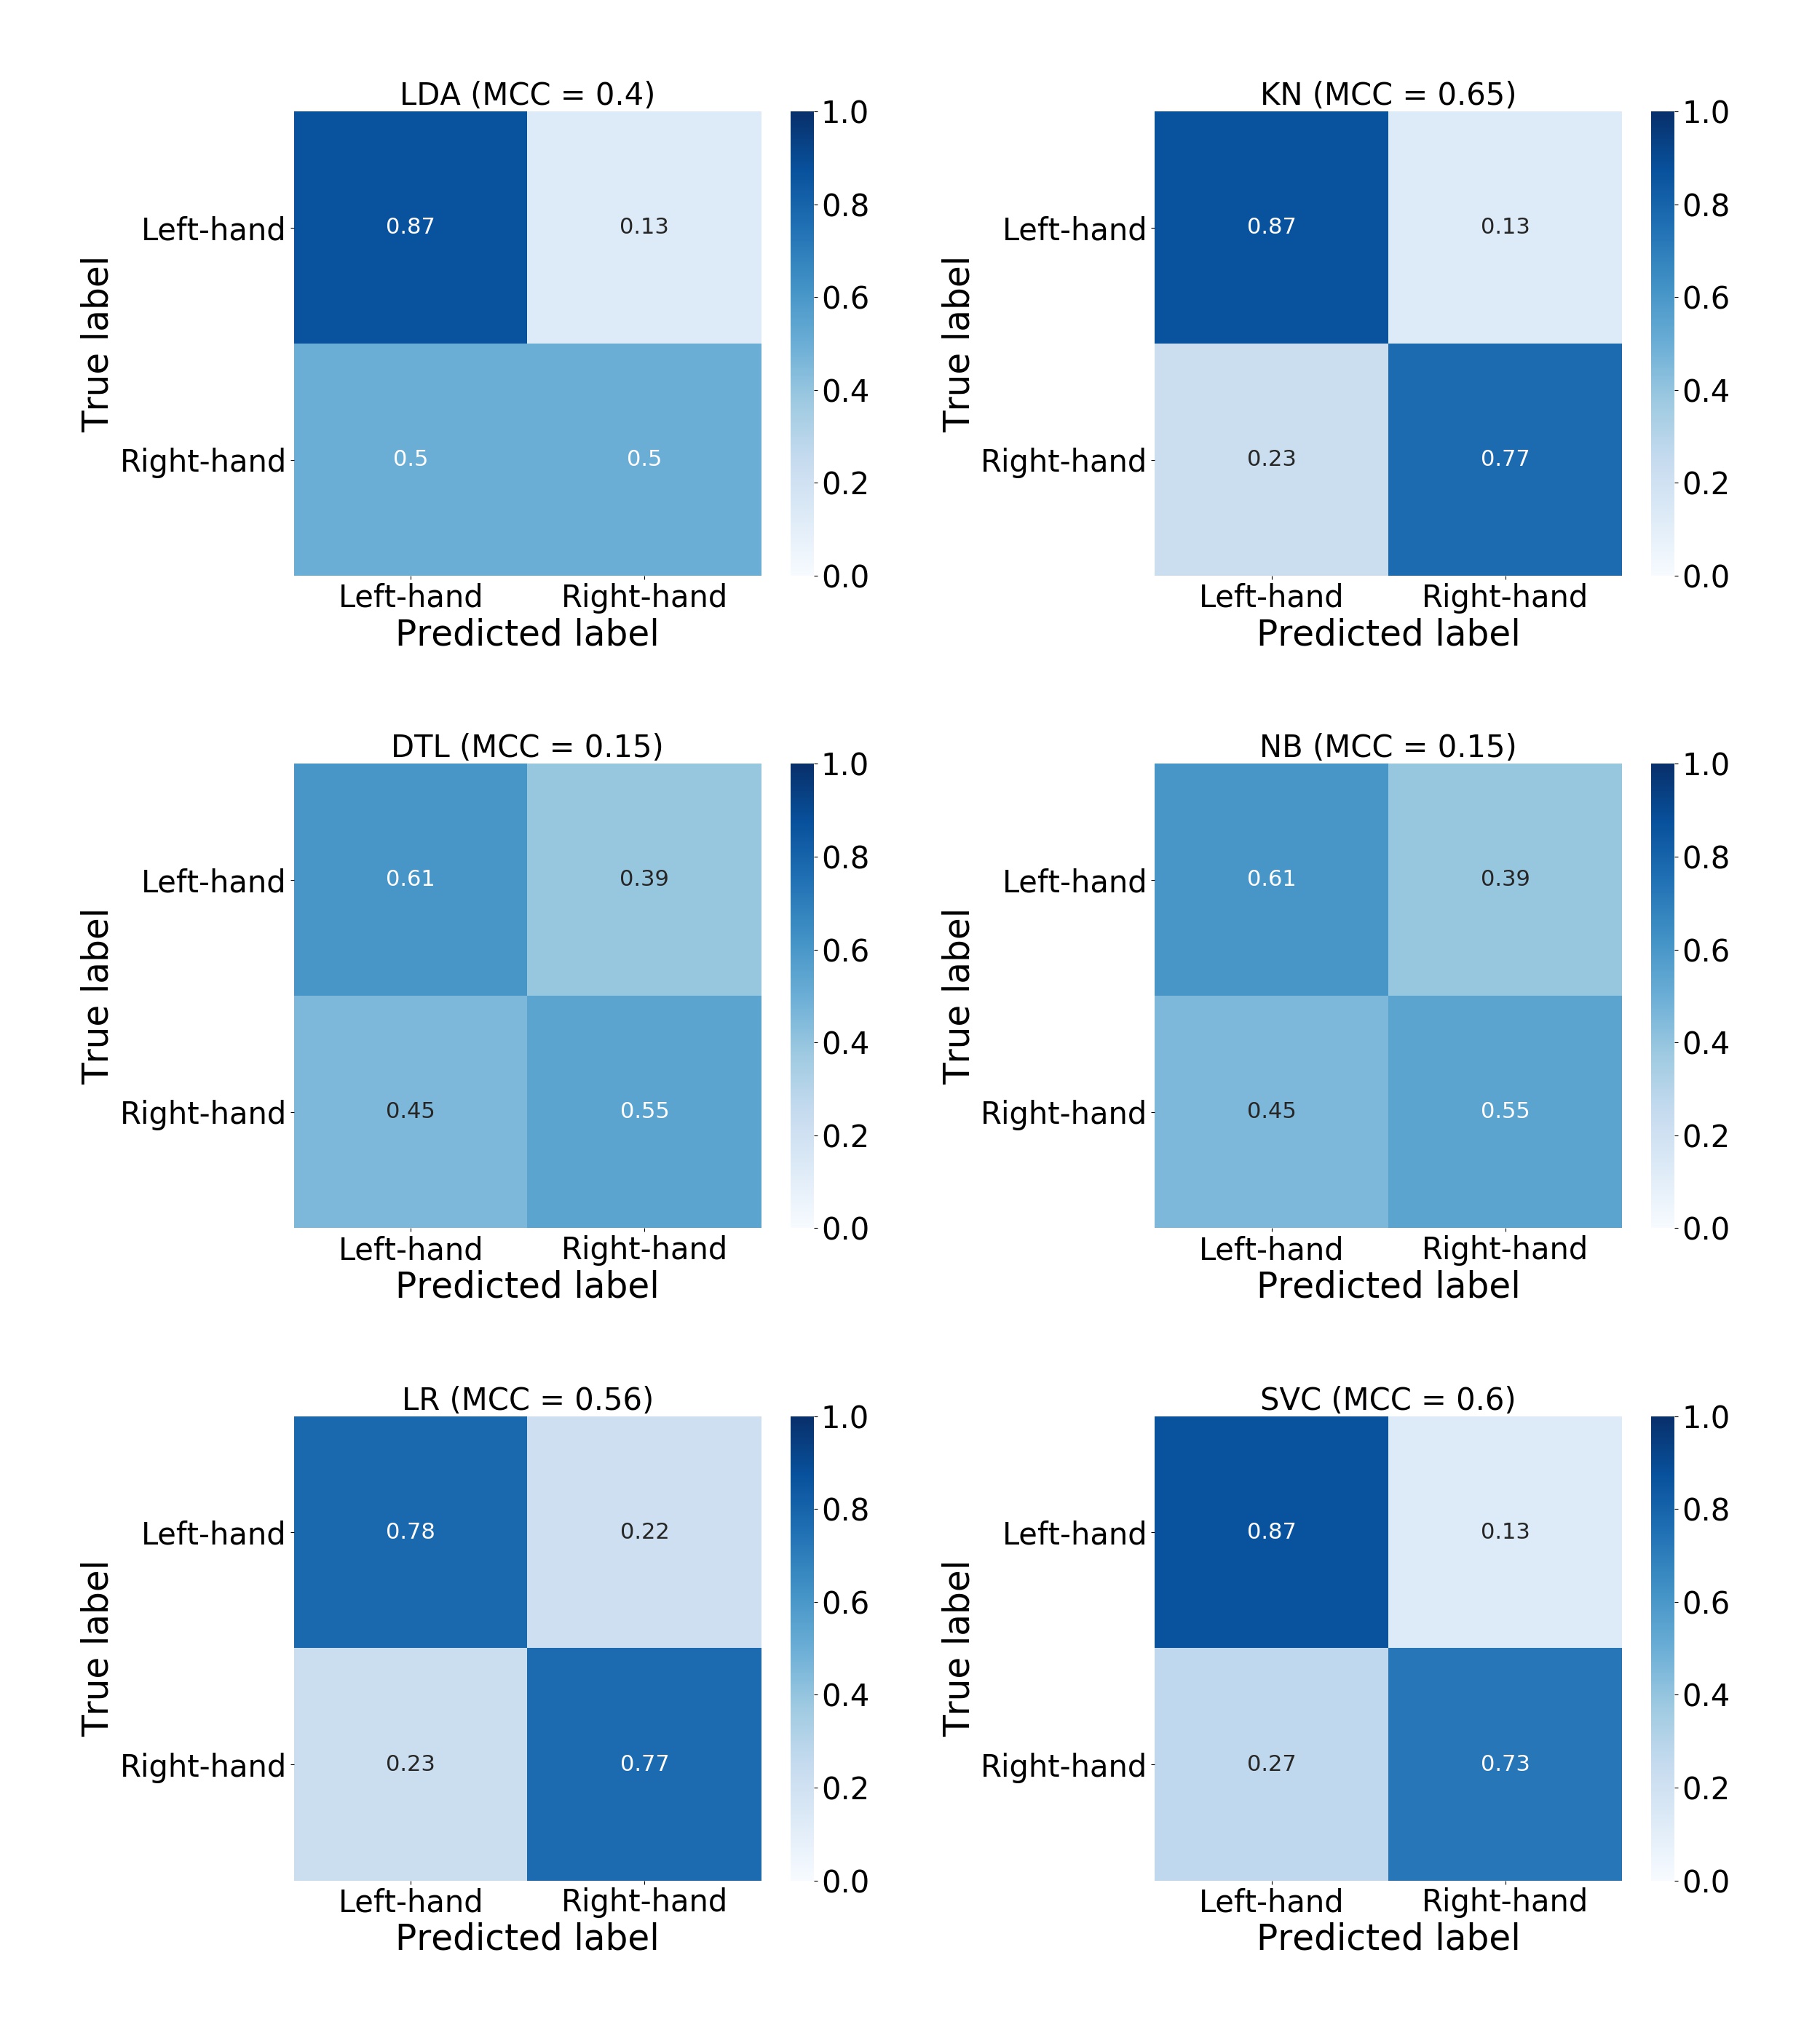 LDA (MCC = 0.4)
1.0
0.8
0.6
0.4
0.2
0.0
True label
Left-hand
0.87 0.13
Right-hand
0.5 0.5
Left-hand Right-hand
Predicted label
KN (MCC = 0.65)
1.0
0.8
0.6
0.4
0.2
0.0
True label
Left-hand
0.87 0.13
Right-hand
0.23 0.77
Left-hand Right-hand
Predicted label
DTL (MCC = 0.15)
1.0
0.8
0.6
0.4
0.2
0.0
True label
Left-hand
0.61 0.39
Right-hand
0.45 0.55
Left-hand Right-hand
Predicted label
NB (MCC = 0.15)
1.0
0.8
0.6
0.4
0.2
0.0
True label
Left-hand
0.61 0.39
Right-hand
0.45 0.55
Left-hand Right-hand
Predicted label
LR (MCC = 0.56)
1.0
0.8
0.6
0.4
0.2
0.0
True label
Left-hand
0.78 0.22
Right-hand
0.23 0.77
Left-hand Right-hand
Predicted label
SVC (MCC = 0.6)
1.0
0.8
0.6
0.4
0.2
0.0
True label
Left-hand
0.87 0.13
Right-hand
0.27 0.73
Left-hand Right-hand
Predicted label